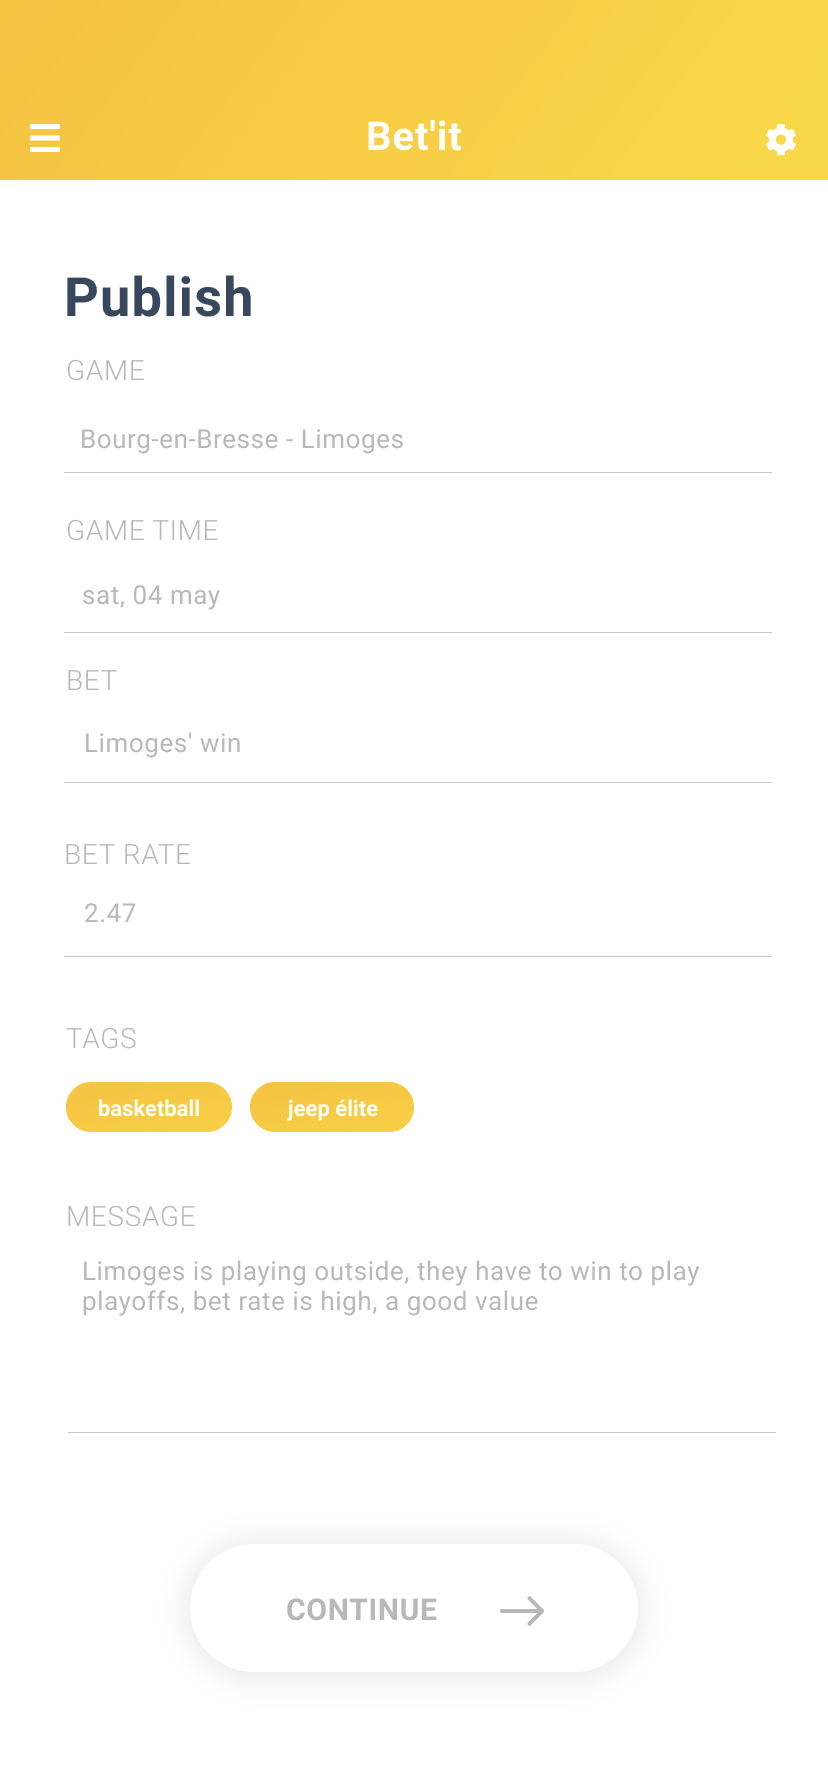 Bet'it
Publish
GAME
Bourg-en-Bresse - Limoges
GAME TIME
sat, 04 may
BET
Limoges' win
BET RATE
2.47
TAGS
basketball jeep élite
MESSAGE
Limoges is playing outside, they have to win to play
playoffs, bet rate is high, a good value
CONTINUE